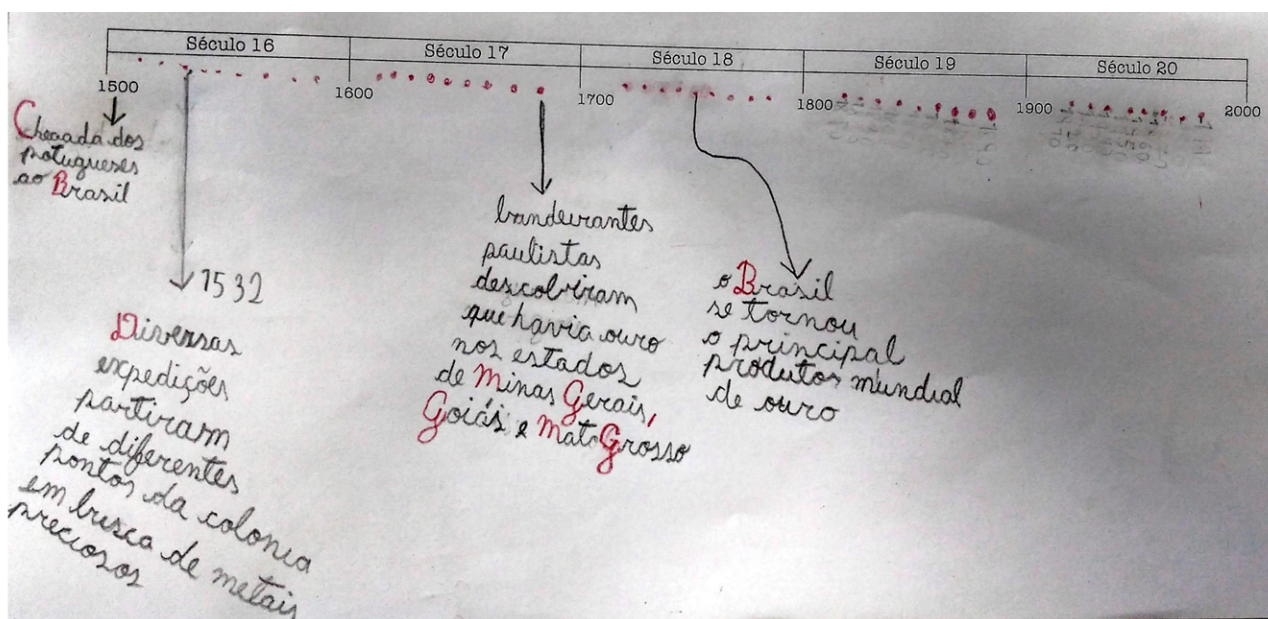 Século 16
Século 17
Século 18
Século 19
Século 20
1500
1600
1700
1800
1900
2000
Chegada dos
potugueses
ao Brasil
1532
Diversas
expedições
partiram
de diferentes
pontos da colonia
em busca de metais
preciosos
bandeirantes
paulistas
descobriram
que havia ouro
nos estados
de Minas Gerais,
Goiás e Mato Grosso
o Brasil
se tornou
o principal
produtos mundial
de ouro